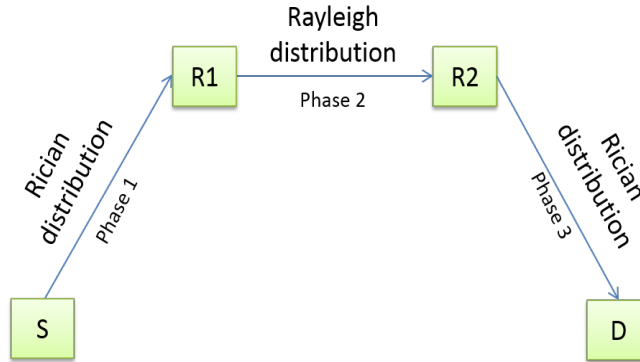 Rayleigh
distribution
R1
R2
Phase 2
Rician
distribution
Phase 1
Rician
distribution
Phase 3
S
D